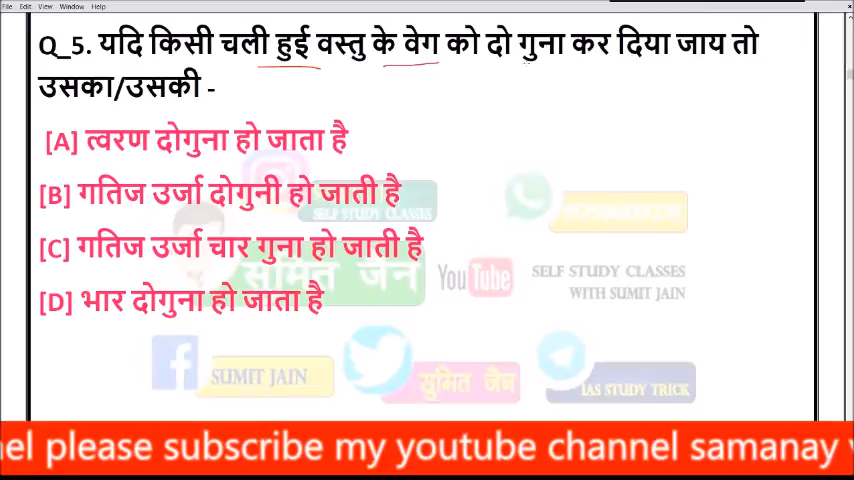 File Edit View Window Help
Q_5. यदि किसी चली हुई वस्तु के वेग को दो गुना कर दिया जाय तो
उसका/उसकी -
[A] त्वरण दोगुना हो जाता है
[B] गतिज उर्जा दोगुनी हो जाती है
SELF STUDY CLASSES
[C] गतिज उर्जा चार गुना हो जाती है
सुमित जैन
YouTube
SELF STUDY CLASSES
WITH SUMIT JAIN
[D] भार दोगुना हो जाता है
SUMIT JAIN
सुमित जैन
IAS STUDY TRICK
nel please subscribe my youtube channel samanay